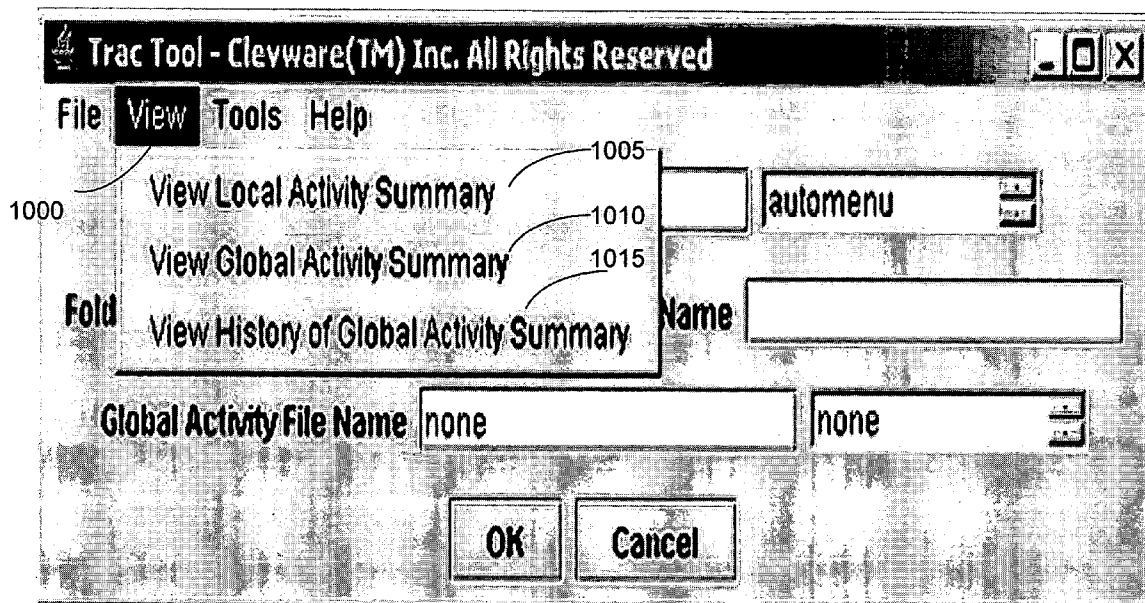 Trac Tool - Clevware(TM) Inc. All Rights Reserved
File View Tools Help
1000
View Local Activity Summary 1005
automenu
View Global Activity Summary 1010
1015
View History of Global Activity Summary
Fold
Name
Global Activity File Name none none
OK Cancel